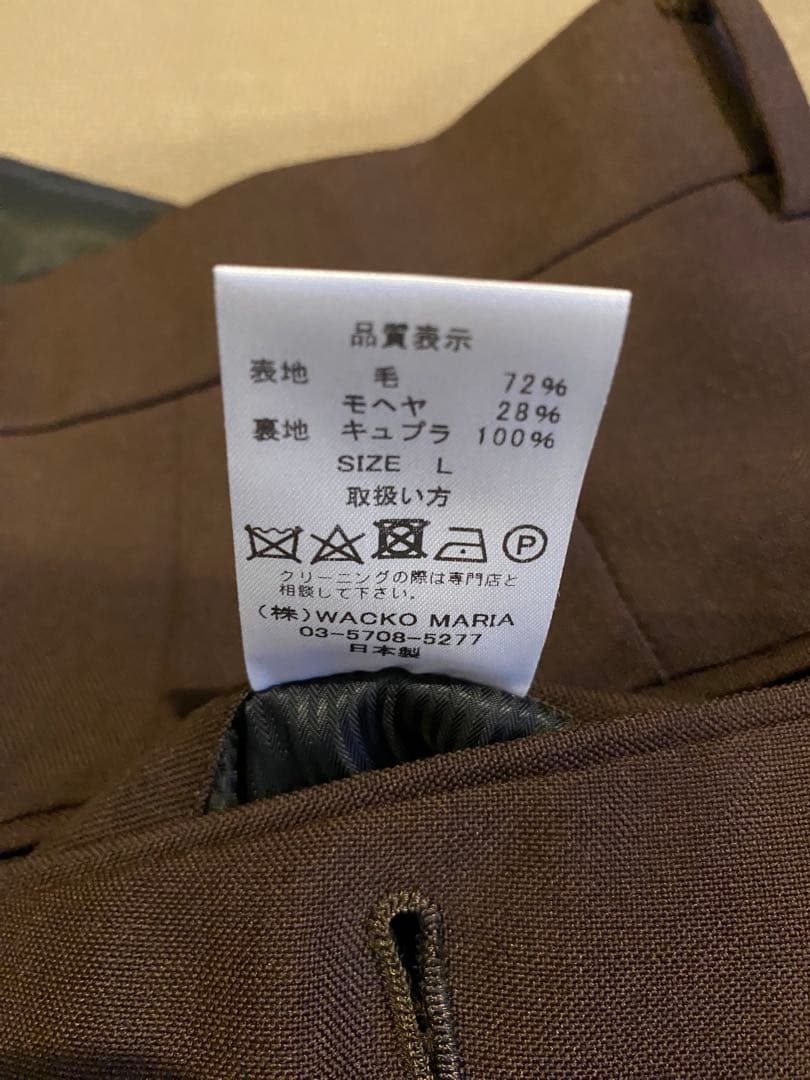 品質表示
表地 毛 72%
モヘヤ 28%
裏地 キュプラ 100%
SIZE L
取扱い方
P
クリーニングの際は専門店と
相談して下さい。
(株)WACKO MARIA
03-5708-5277
日本製